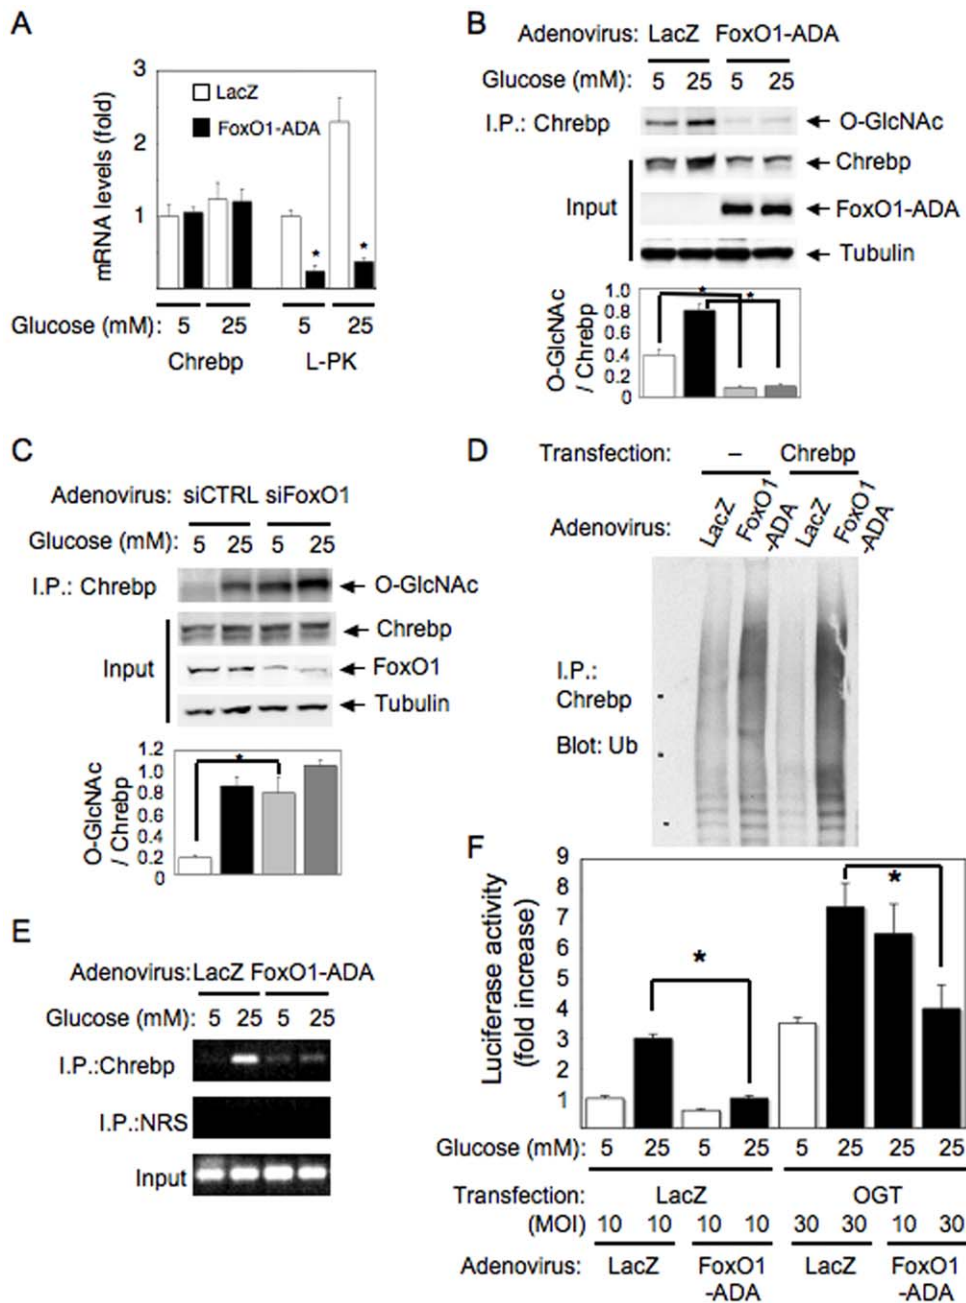 A
3
2
1
mRNA levels (fold)
LacZ
FoxO1-ADA
*
*
Glucose (mM): 5 25 5 25
Chrebp L-PK
B
Adenovirus: LacZ FoxO1-ADA
Glucose (mM): 5 25 5 25
I.P.: Chrebp
O-GlcNAc
Chrebp
Input
FoxO1-ADA
Tubulin
O-GlcNAc
/ Chrebp
1.0
0.8
0.6
0.4
0.2
0
*
*
C
Adenovirus: siCTRL siFoxO1
Glucose (mM): 5 25 5 25
I.P.: Chrebp
O-GlcNAc
Chrebp
Input
FoxO1
Tubulin
O-GlcNAc
/ Chrebp
1.2
1.0
0.8
0.6
0.4
0.2
0
*
D
Transfection: – Chrebp
Adenovirus: LacZ FoxO1-ADA LacZ FoxO1-ADA
I.P.:
Chrebp
Blot: Ub
E
Adenovirus: LacZ FoxO1-ADA
Glucose (mM): 5 25 5 25
I.P.:Chrebp
I.P.:NRS
Input
F
Luciferase activity
(fold increase)
9
8
7
6
5
4
3
2
1
*
*
Glucose (mM): 5 25 5 25 5 25 25 25
Transfection: LacZ OGT
(MOI) 10 10 10 10 30 30 10 30
Adenovirus: LacZ FoxO1-ADA LacZ FoxO1-ADA